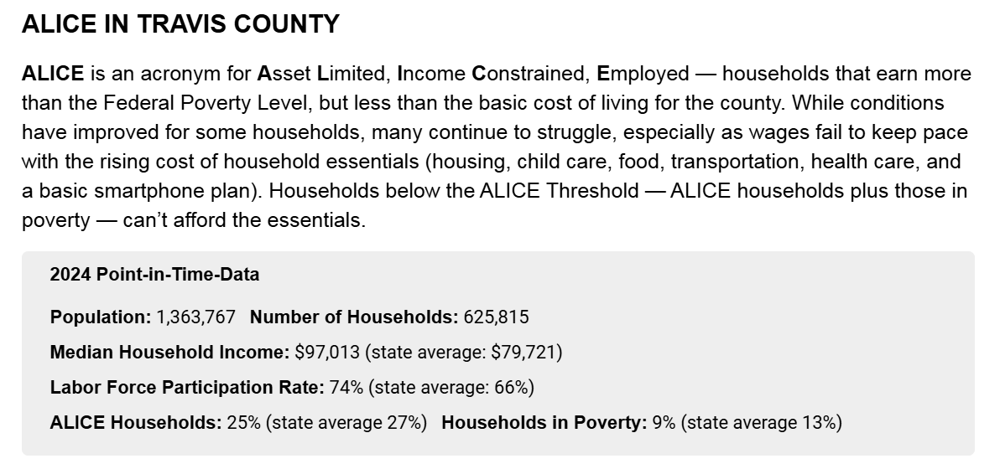 ALICE IN TRAVIS COUNTY
ALICE is an acronym for Asset Limited, Income Constrained, Employed — households that earn more
than the Federal Poverty Level, but less than the basic cost of living for the county. While conditions
have improved for some households, many continue to struggle, especially as wages fail to keep pace
with the rising cost of household essentials (housing, child care, food, transportation, health care, and
a basic smartphone plan). Households below the ALICE Threshold — ALICE households plus those in
poverty — can’t afford the essentials.
2024 Point-in-Time-Data
Population: 1,363,767 Number of Households: 625,815
Median Household Income: $97,013 (state average: $79,721)
Labor Force Participation Rate: 74% (state average: 66%)
ALICE Households: 25% (state average 27%) Households in Poverty: 9% (state average 13%)